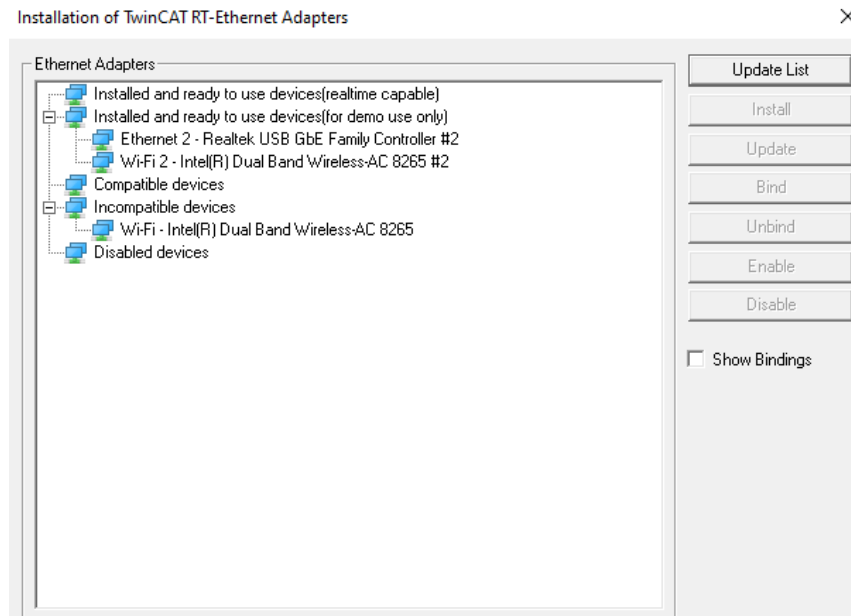 Installation of TwinCAT RT-Ethernet Adapters
Ethernet Adapters
Installed and ready to use devices(realtime capable)
Installed and ready to use devices(for demo use only)
Ethernet 2 - Realtek USB GbE Family Controller #2
Wi-Fi 2 - Intel(R) Dual Band Wireless-AC 8265 #2
Compatible devices
Incompatible devices
Wi-Fi - Intel(R) Dual Band Wireless-AC 8265
Disabled devices
Update List
Install
Update
Bind
Unbind
Enable
Disable
Show Bindings